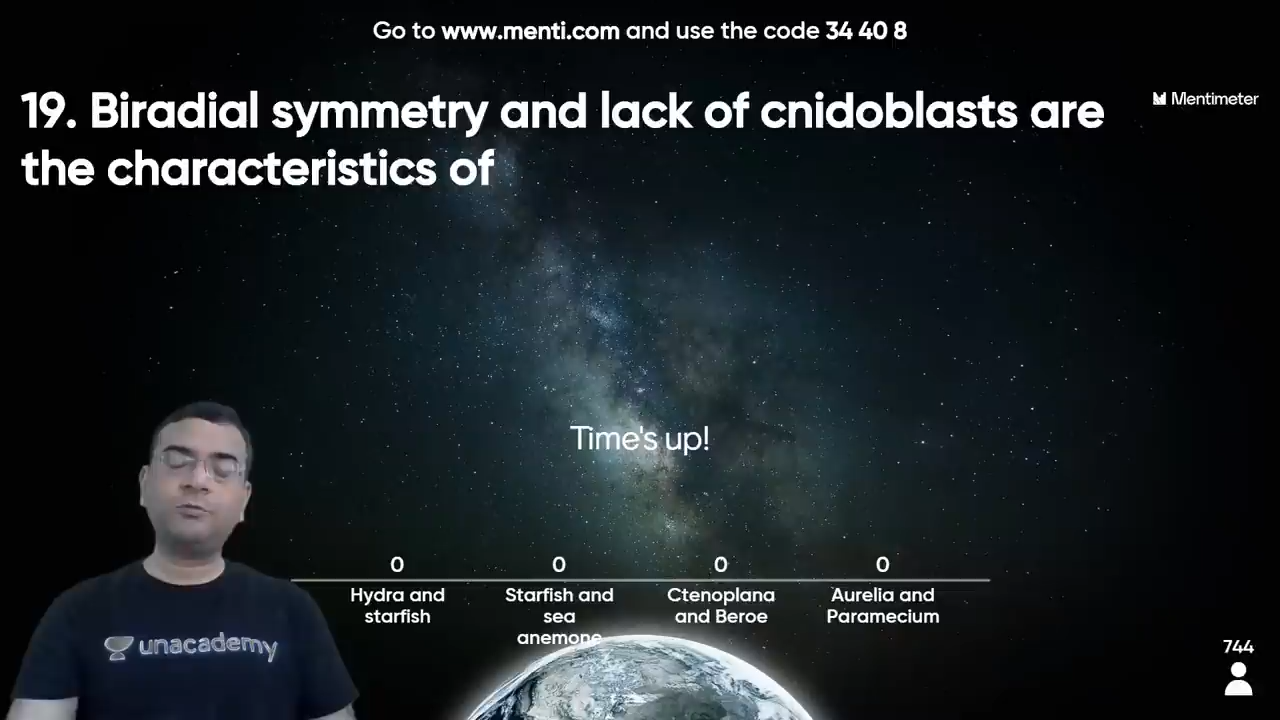 Go to www.menti.com and use the code 34 40 8
19. Biradial symmetry and lack of cnidoblasts are
the characteristics of
Mentimeter
Time's up!
0 0 0 0
Hydra and
starfish
Starfish and
sea
anemone
Ctenoplana
and Beroe
Aurelia and
Paramecium
unacademy
744